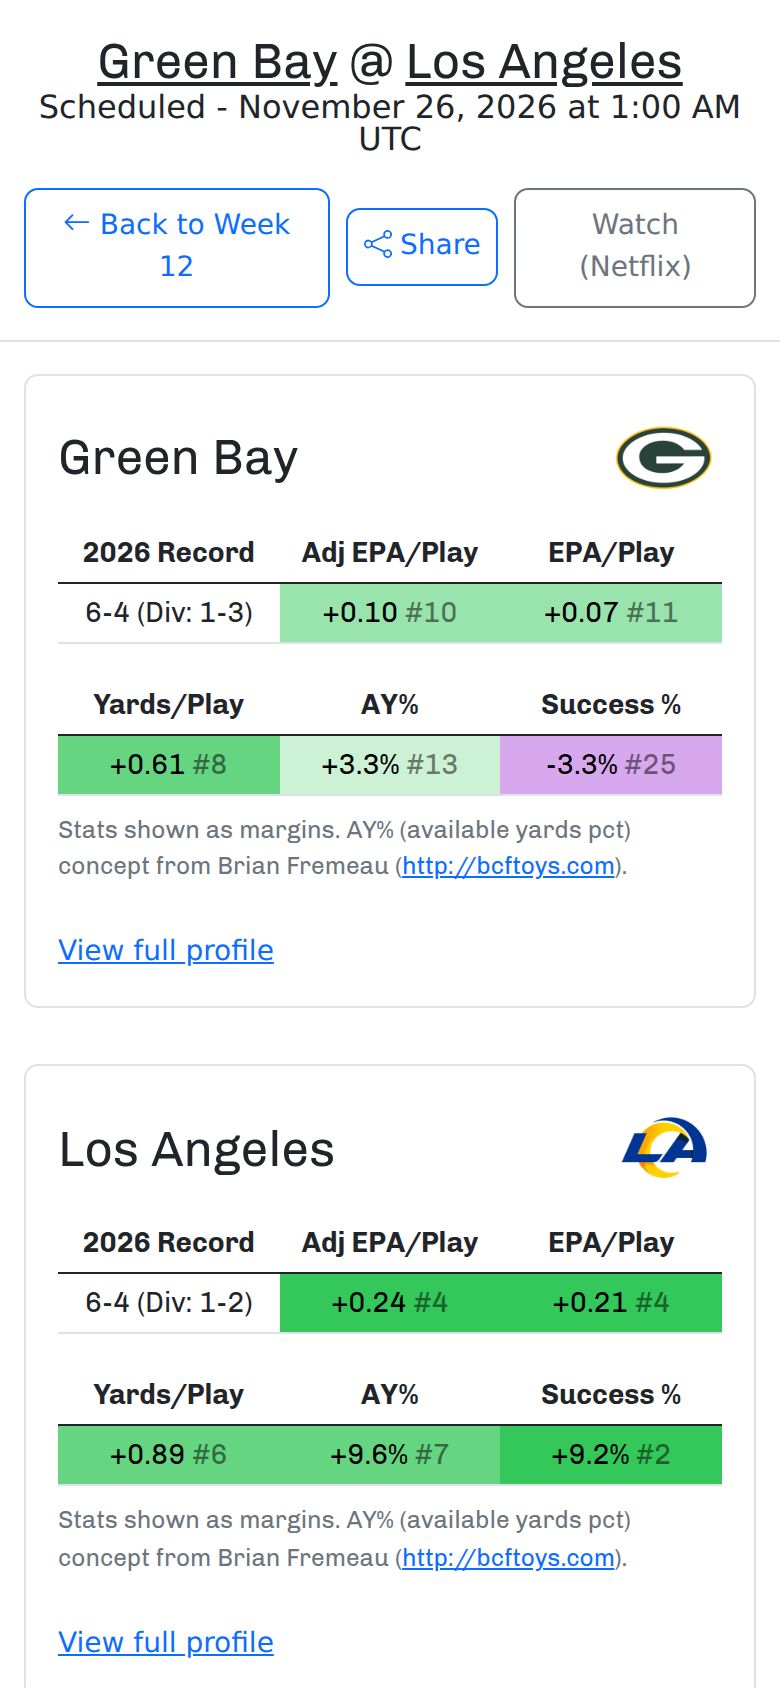 Green Bay @ Los Angeles
Scheduled - November 26, 2026 at 1:00 AM
UTC
← Back to Week
12
Share
Watch
(Netflix)
Green Bay
G
2026 Record Adj EPA/Play EPA/Play
6-4 (Div: 1-3) +0.10 #10 +0.07 #11
Yards/Play AY% Success %
+0.61 #8 +3.3% #13 -3.3% #25
Stats shown as margins. AY% (available yards pct)
concept from Brian Fremeau (http://bcftoys.com).
View full profile
Los Angeles
LA
2026 Record Adj EPA/Play EPA/Play
6-4 (Div: 1-2) +0.24 #4 +0.21 #4
Yards/Play AY% Success %
+0.89 #6 +9.6% #7 +9.2% #2
Stats shown as margins. AY% (available yards pct)
concept from Brian Fremeau (http://bcftoys.com).
View full profile